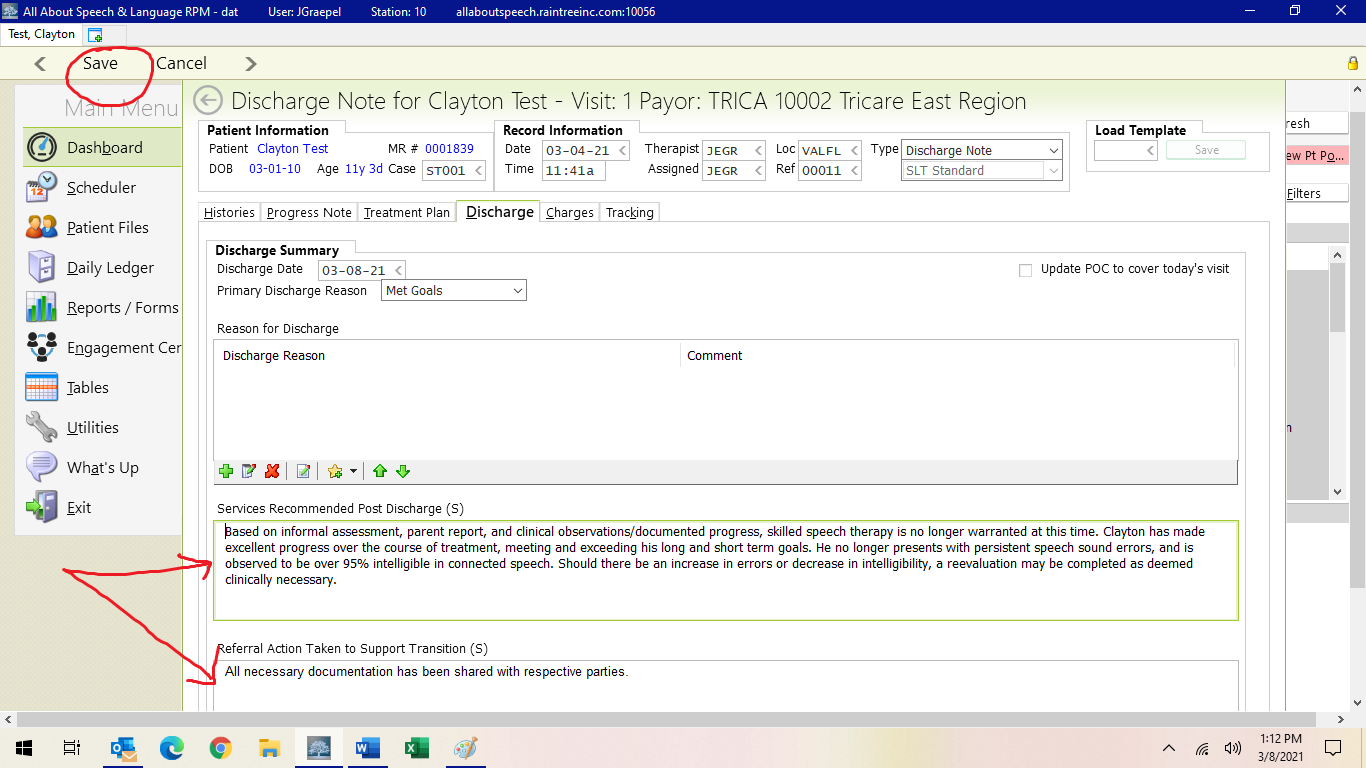 All About Speech & Language RPM - dat User: JGraepel Station: 10 allaboutspeech.raintreeinc.com:10056
Test, Clayton
Save Cancel
Main Menu
Dashboard
Scheduler
Patient Files
Daily Ledger
Reports / Forms
Engagement Cer
Tables
Utilities
What's Up
Exit
Discharge Note for Clayton Test - Visit: 1 Payor: TRICA 10002 Tricare East Region
Patient Information
Patient Clayton Test MR # 0001839
DOB 03-01-10 Age 11y 3d Case ST001
Record Information
Date 03-04-21 Therapist JEGR Loc VALFL Type Discharge Note
Time 11:41a Assigned JEGR Ref 00011 SLT Standard
Load Template
Save
resh
ew Pt Po...
Filters
n
Histories Progress Note Treatment Plan Discharge Charges Tracking
Discharge Summary
Discharge Date 03-08-21 Update POC to cover today's visit
Primary Discharge Reason Met Goals
Reason for Discharge
Discharge Reason Comment
Services Recommended Post Discharge (S)
Based on informal assessment, parent report, and clinical observations/documented progress, skilled speech therapy is no longer warranted at this time. Clayton has made
excellent progress over the course of treatment, meeting and exceeding his long and short term goals. He no longer presents with persistent speech sound errors, and is
observed to be over 95% intelligible in connected speech. Should there be an increase in errors or decrease in intelligibility, a reevaluation may be completed as deemed
clinically necessary.
Referral Action Taken to Support Transition (S)
All necessary documentation has been shared with respective parties.
1:12 PM
3/8/2021